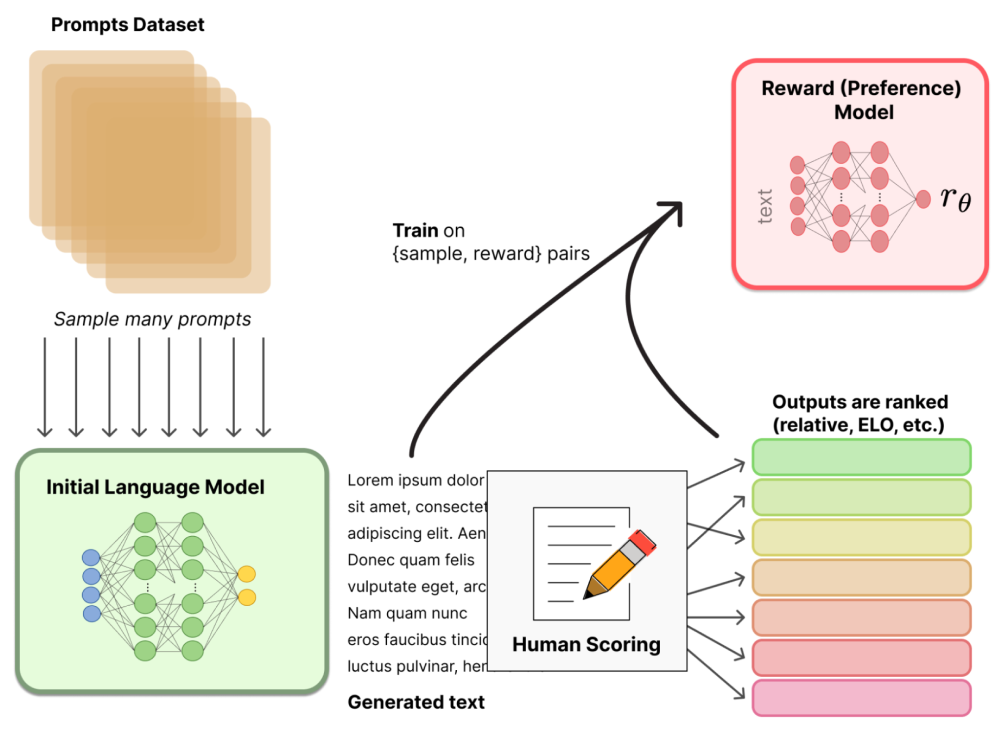 Prompts Dataset
Sample many prompts
Initial Language Model
Train on
{sample, reward} pairs
Reward (Preference)
Model
text
r_θ
Lorem ipsum dolor
sit amet, consectet
adipiscing elit. Aen
Donec quam felis
vulputate eget, arc
Nam quam nunc
eros faucibus tincid
luctus pulvinar, hen
Generated text
Human Scoring
Outputs are ranked
(relative, ELO, etc.)